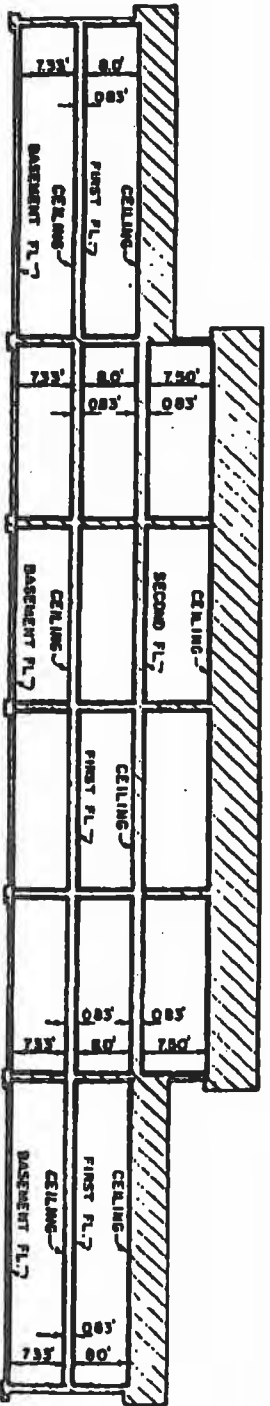 7.33' 8.0'
0.83'
CEILING
FIRST FL.
CEILING
BASEMENT FL.
7.33' 8.0' 7.50'
0.83' 0.83'
CEILING
SECOND FL.
CEILING
BASEMENT FL.
CEILING
FIRST FL.
0.83' 0.83'
7.33' 8.0' 7.50'
CEILING
FIRST FL.
CEILING
BASEMENT FL.
0.83'
7.33' 8.0'